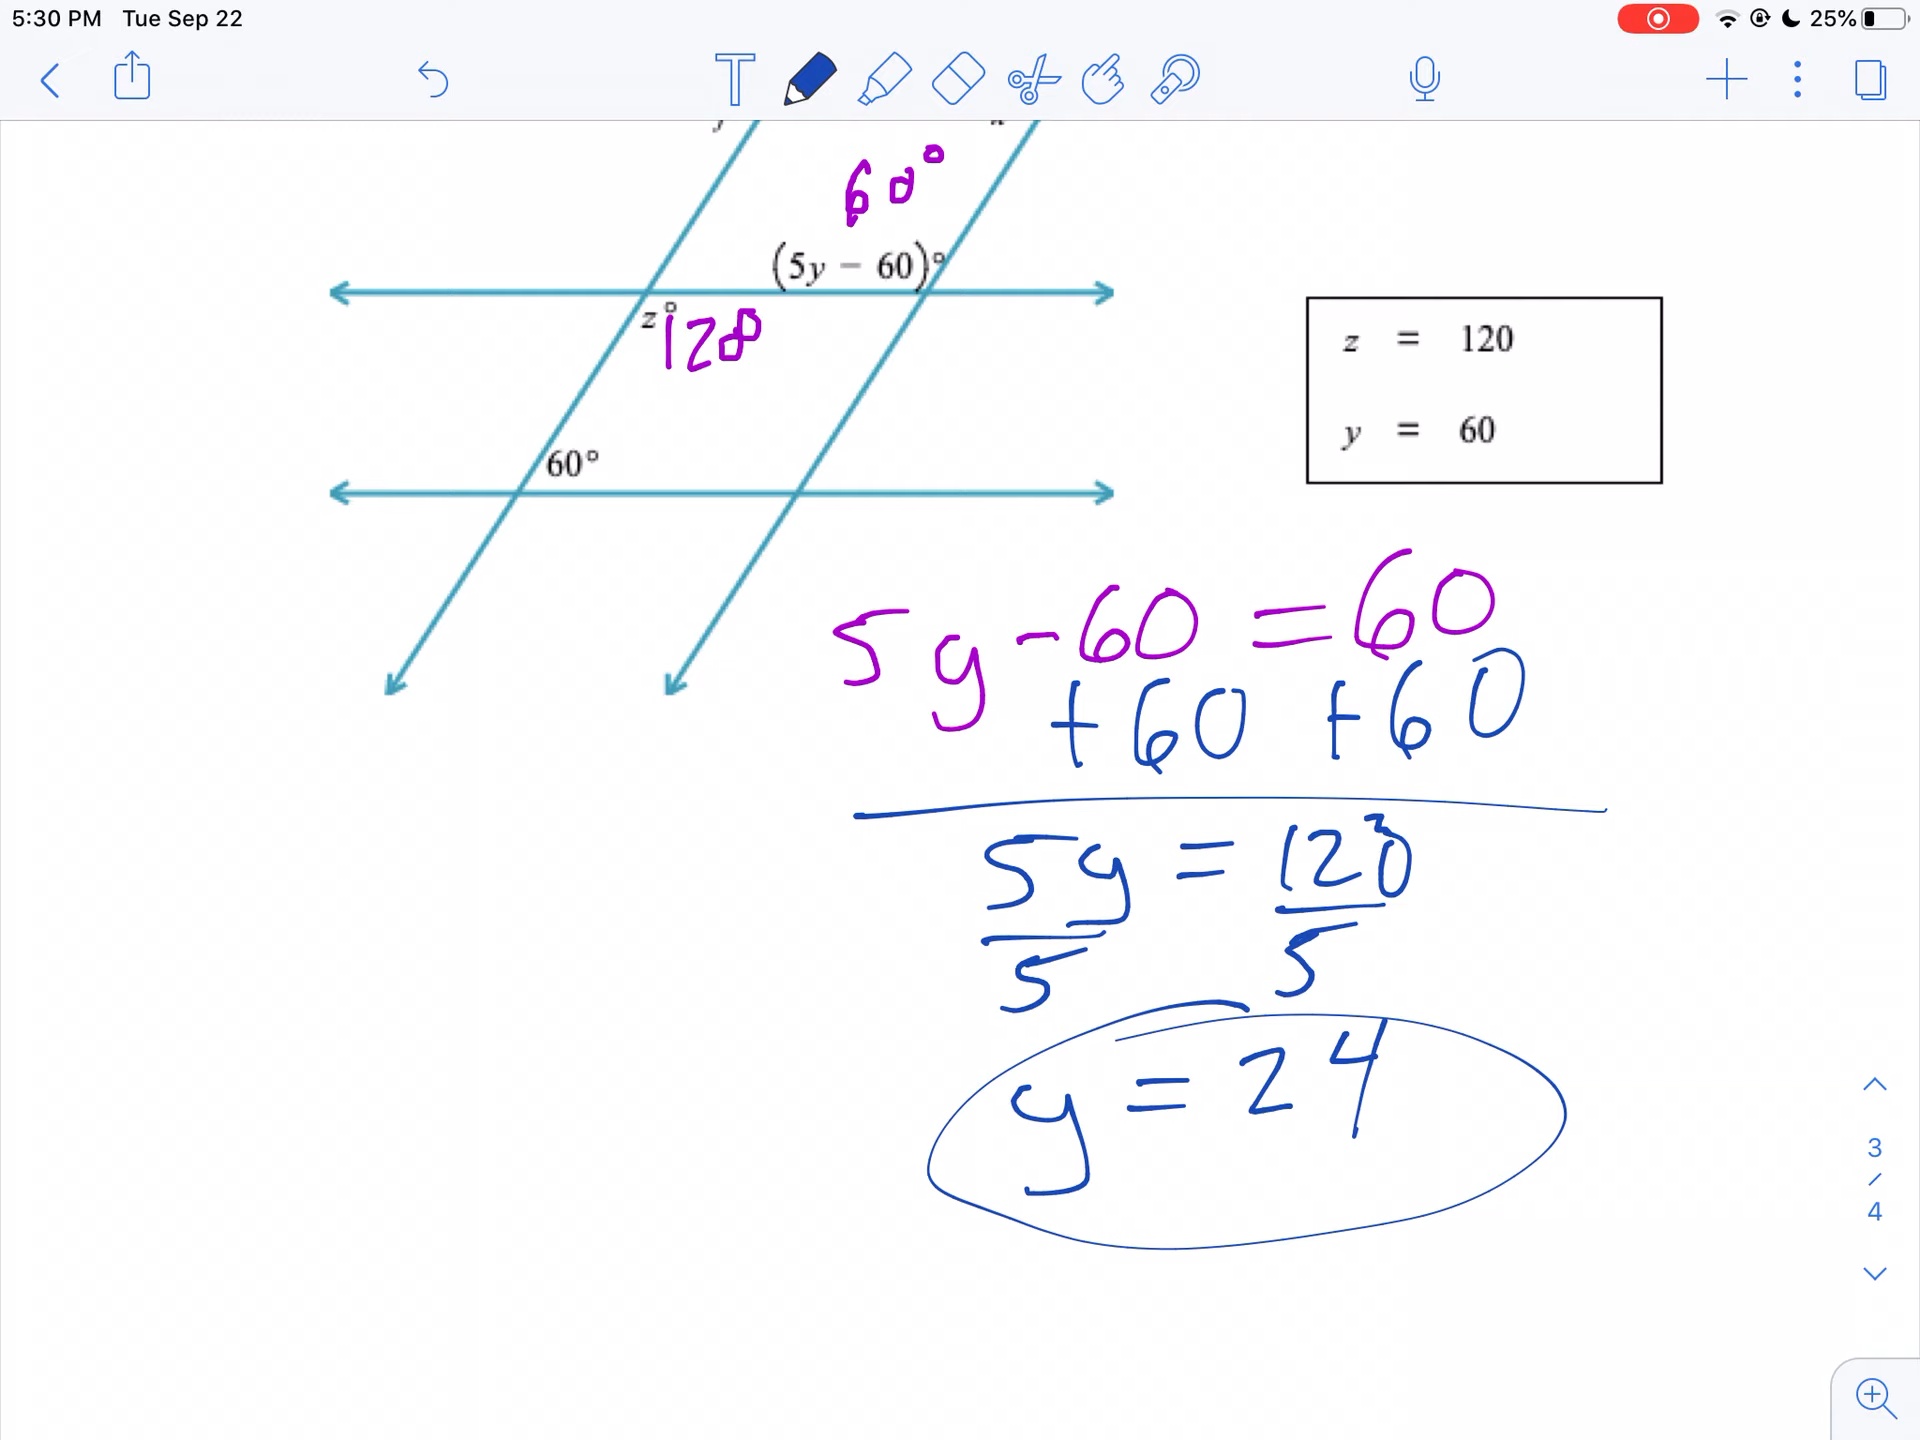 5:30 PM Tue Sep 22
25%
T
60°
(5y − 60)°
z°
120
z = 120
y = 60
60°
5y - 60 = 60
+60 +60
5y = 120
5 5
y = 24
3
/
4